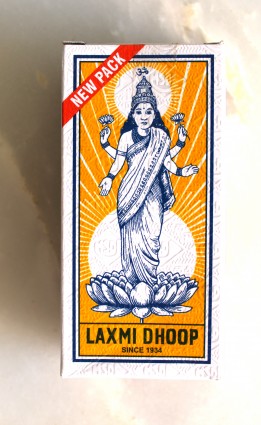 NEW PACK
ॐ
LAXMI DHOOP
SINCE 1934